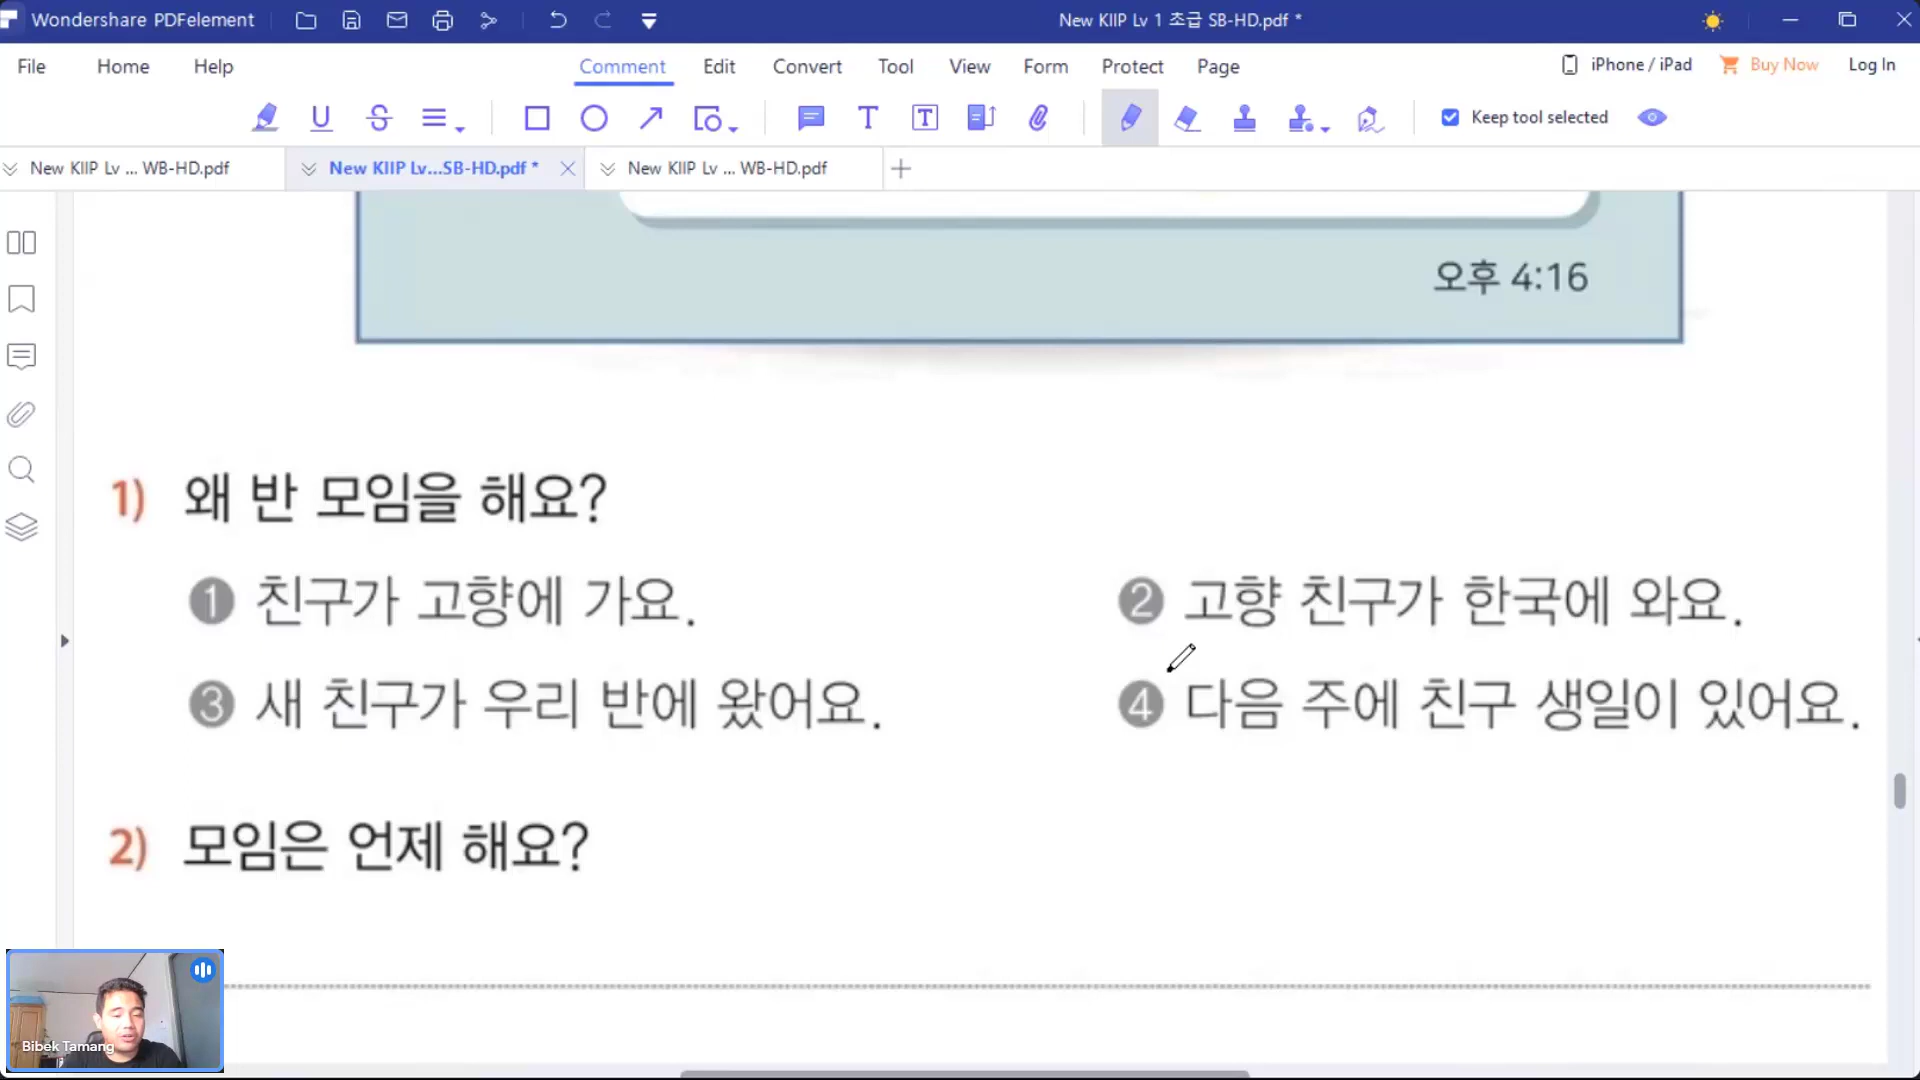 Wondershare PDFelement
New KIIP Lv 1 초급 SB-HD.pdf *
File Home Help Comment Edit Convert Tool View Form Protect Page iPhone / iPad Buy Now Log In
Keep tool selected
New KIIP Lv ... WB-HD.pdf New KIIP Lv...SB-HD.pdf * New KIIP Lv ... WB-HD.pdf
오후 4:16
1) 왜 반 모임을 해요?
① 친구가 고향에 가요. ② 고향 친구가 한국에 와요.
③ 새 친구가 우리 반에 왔어요. ④ 다음 주에 친구 생일이 있어요.
2) 모임은 언제 해요?
Bibek Tamang